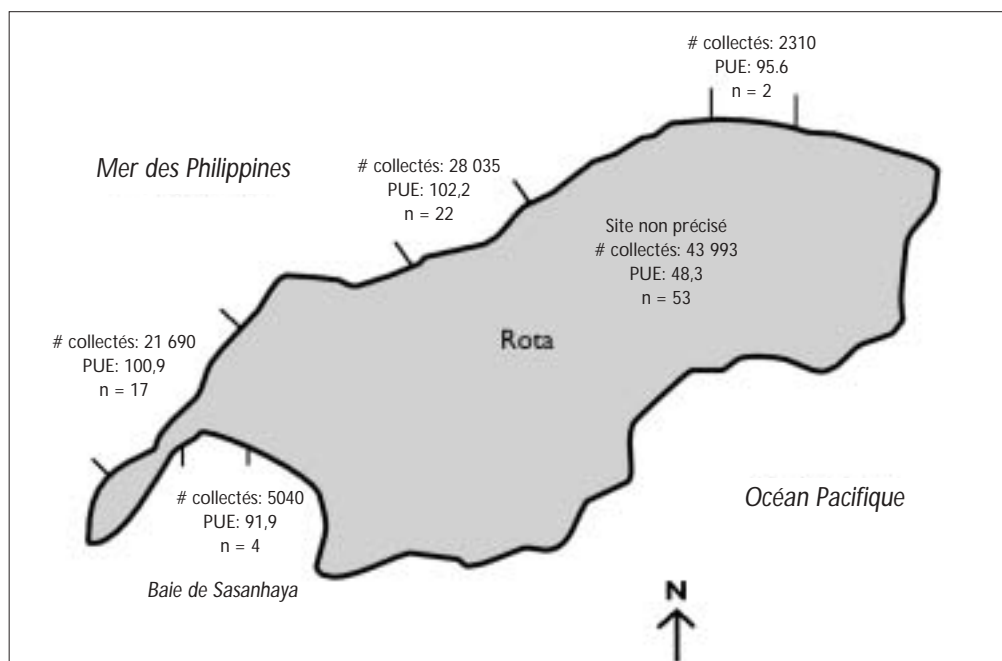 # collectés: 2310
PUE: 95.6
n = 2
Mer des Philippines
# collectés: 28 035
PUE: 102,2
n = 22
Site non précisé
# collectés: 43 993
PUE: 48,3
n = 53
# collectés: 21 690
PUE: 100,9
n = 17
Rota
# collectés: 5040
PUE: 91,9
n = 4
Océan Pacifique
Baie de Sasanhaya
N